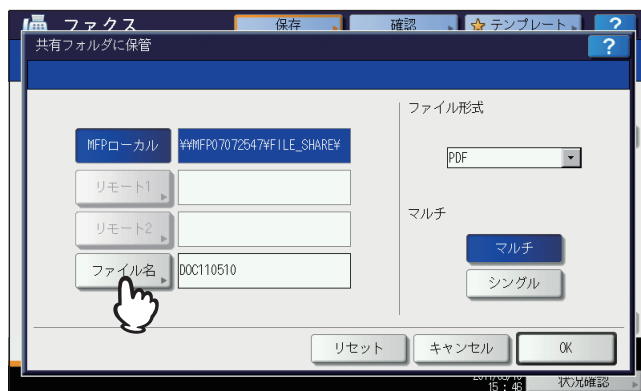 ファクス
保存
確認
テンプレート
?
共有フォルダに保管
?
MFPローカル
¥¥MFP07072547¥FILE_SHARE¥
リモート1
リモート2
ファイル名
DOC110510
ファイル形式
PDF
マルチ
マルチ
シングル
リセット
キャンセル
OK
15:46
状況確認